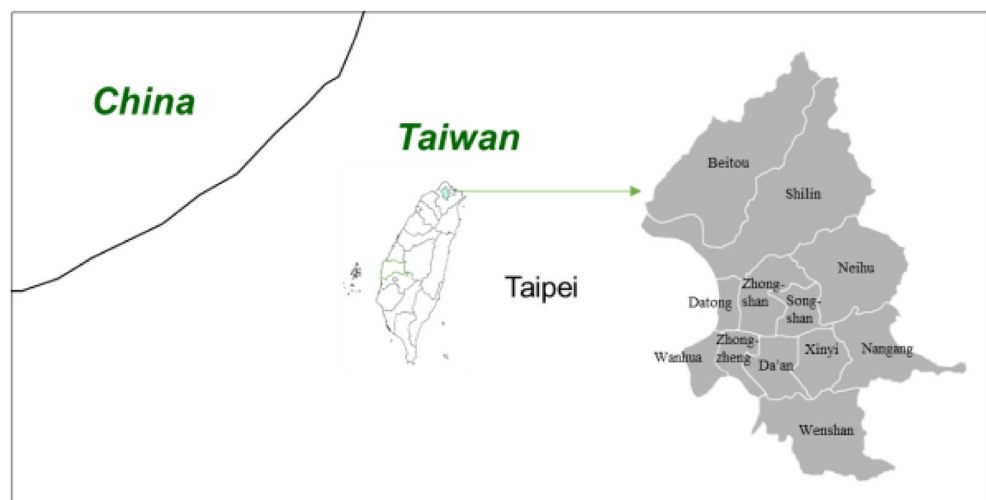 China
Taiwan
Taipei
Beitou
Shilin
Neihu
Zhong-
shan
Datong
Song-
shan
Zhong-
zheng
Xinyi
Nangang
Wanhua
Da'an
Wenshan